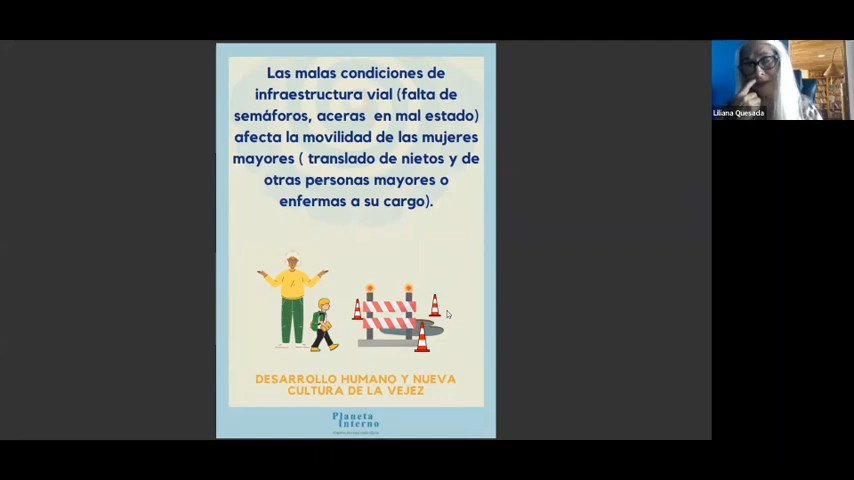 Las malas condiciones de
infraestructura vial (falta de
semáforos, aceras en mal estado)
afecta la movilidad de las mujeres
mayores ( translado de nietos y de
otras personas mayores o
enfermas a su cargo).
DESARROLLO HUMANO Y NUEVA
CULTURA DE LA VEJEZ
Planeta
Interno
Liliana Quesada